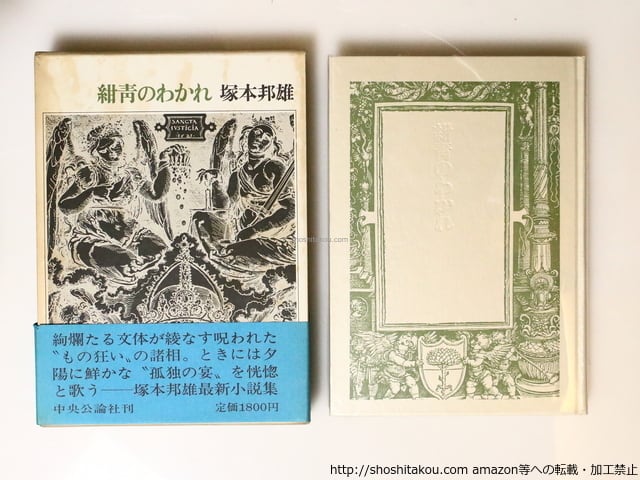 紺青のわかれ 塚本邦雄
SANCTA
IVSTICIA
絢爛たる文体が綾なす呪われた
〝もの狂い〟の諸相。ときには夕
陽に鮮かな〝孤独の宴〟を恍惚
と歌う——塚本邦雄最新小説集
中央公論社刊 定価1800円
紺青のわかれ
shoshitakou.com
http://shoshitakou.com amazon等への転載・加工禁止